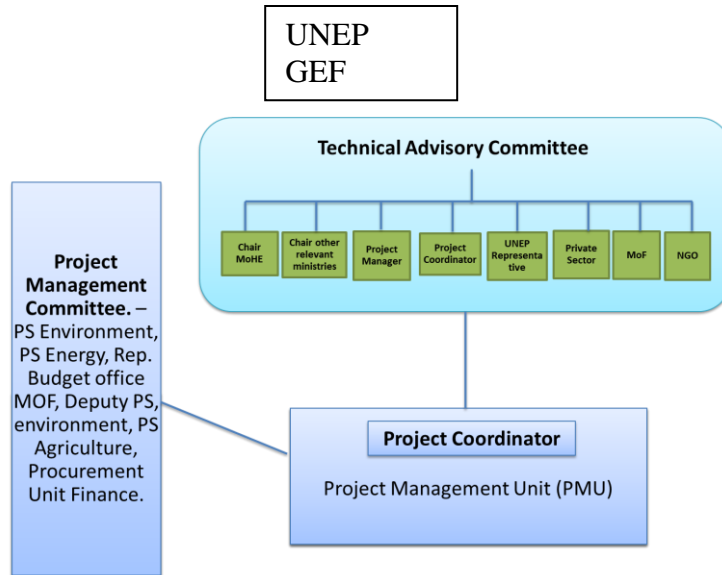 UNEP
GEF
Technical Advisory Committee
Chair
MoHE
Chair other
relevant
ministries
Project
Manager
Project
Coordinator
UNEP
Representa
tive
Private
Sector
MoF
NGO
Project
Management
Committee. –
PS Environment,
PS Energy, Rep.
Budget office
MOF, Deputy PS,
environment, PS
Agriculture,
Procurement
Unit Finance.
Project Coordinator
Project Management Unit (PMU)